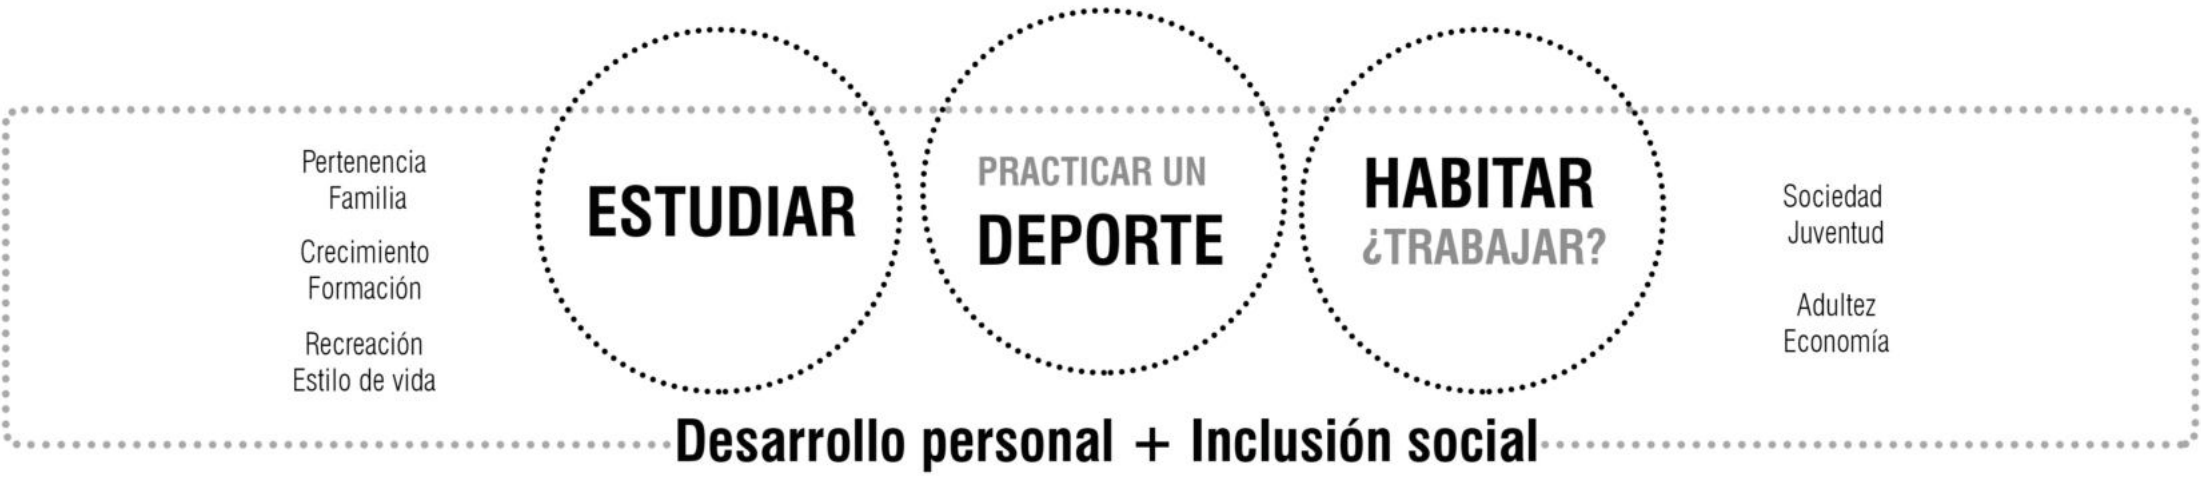 Pertenencia
Familia
Crecimiento
Formación
Recreación
Estilo de vida
ESTUDIAR
PRACTICAR UN
DEPORTE
HABITAR
¿TRABAJAR?
Sociedad
Juventud
Adultez
Economía
Desarrollo personal + Inclusión social